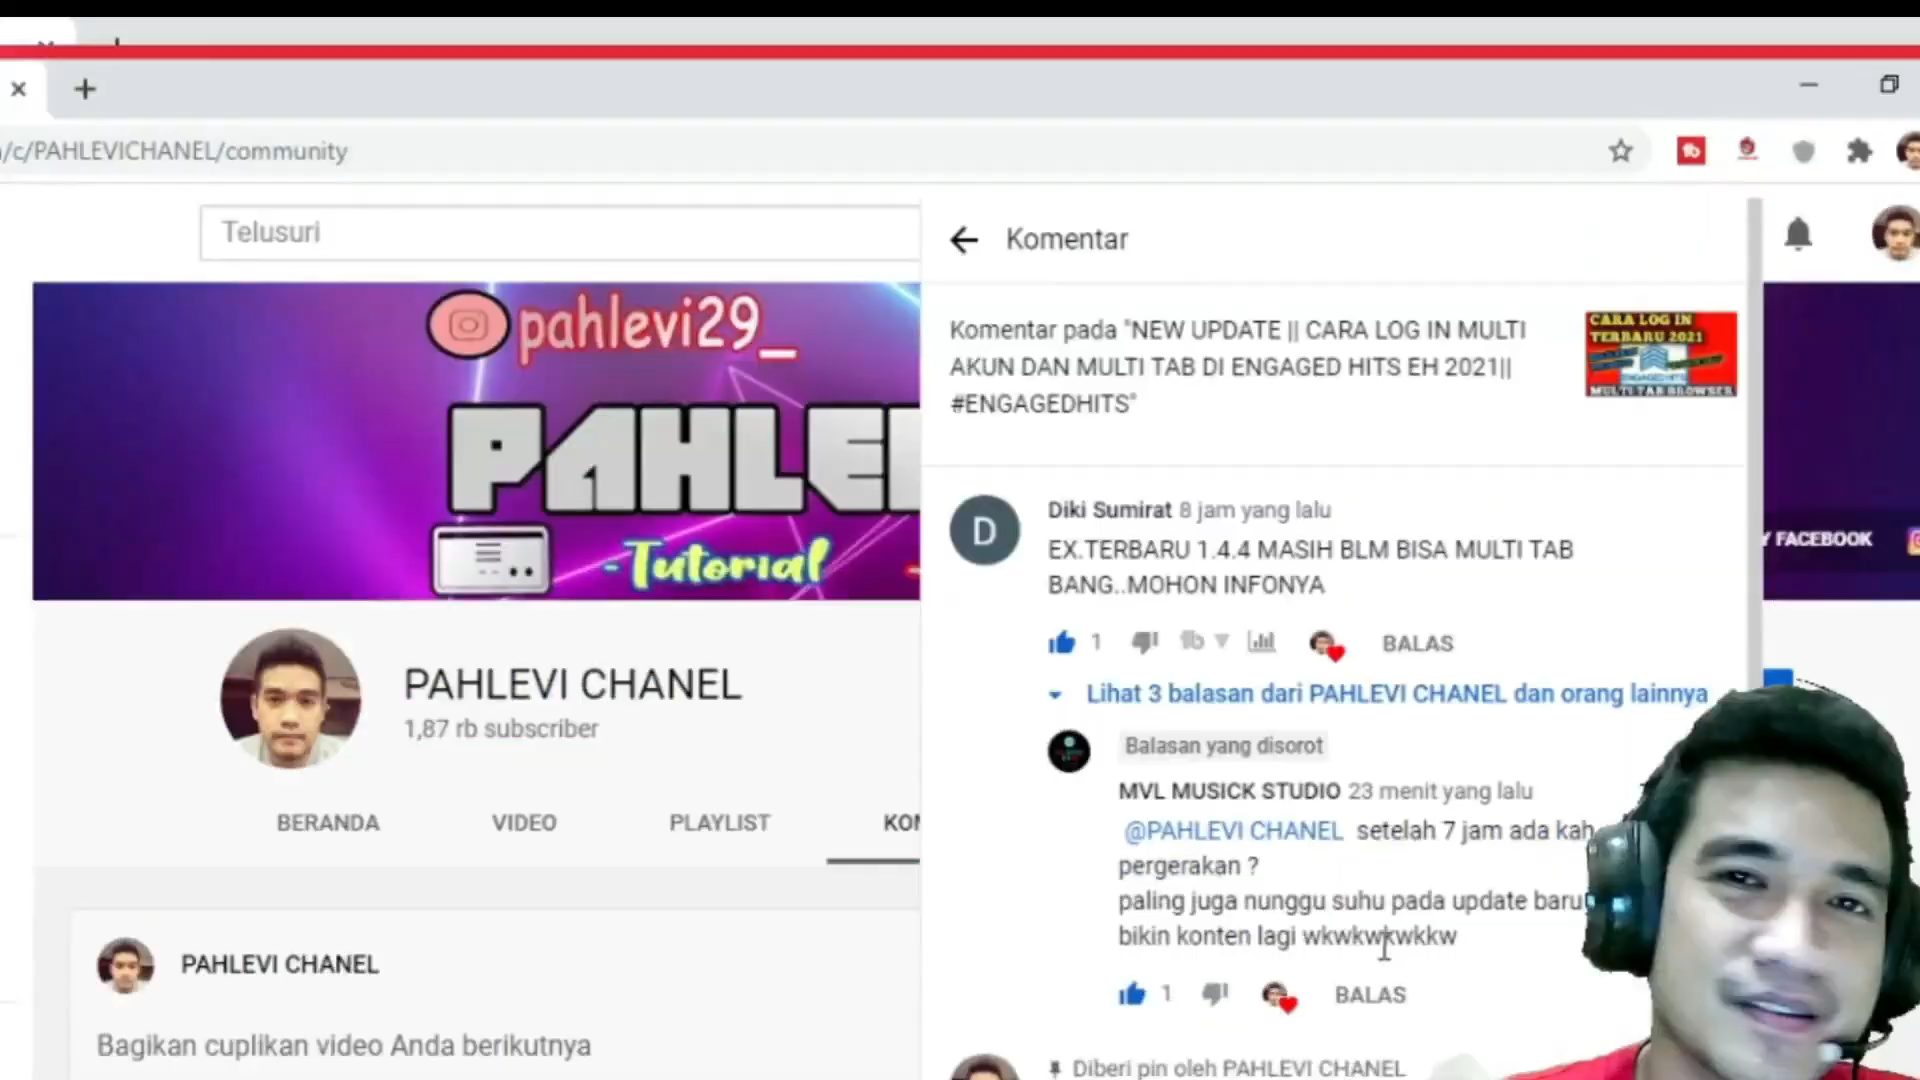 /c/PAHLEVICHANEL/community
Telusuri
Komentar
pahlevi29_
Komentar pada "NEW UPDATE || CARA LOG IN MULTI
AKUN DAN MULTI TAB DI ENGAGED HITS EH 2021||
#ENGAGEDHITS"
CARA LOG IN
TERBARU 2021
ENGAGEDHITS
MULTI TAB BROWSER
PAHLE
-Tutorial
Y FACEBOOK
D
Diki Sumirat 8 jam yang lalu
EX.TERBARU 1.4.4 MASIH BLM BISA MULTI TAB
BANG..MOHON INFONYA
1 BALAS
Lihat 3 balasan dari PAHLEVI CHANEL dan orang lainnya
PAHLEVI CHANEL
1,87 rb subscriber
BERANDA VIDEO PLAYLIST KO
Balasan yang disorot
MVL MUSICK STUDIO 23 menit yang lalu
@PAHLEVI CHANEL setelah 7 jam ada kah
pergerakan ?
paling juga nunggu suhu pada update baru
bikin konten lagi wkwkwkwkkw
1 BALAS
PAHLEVI CHANEL
Bagikan cuplikan video Anda berikutnya
Diberi pin oleh PAHLEVI CHANEL